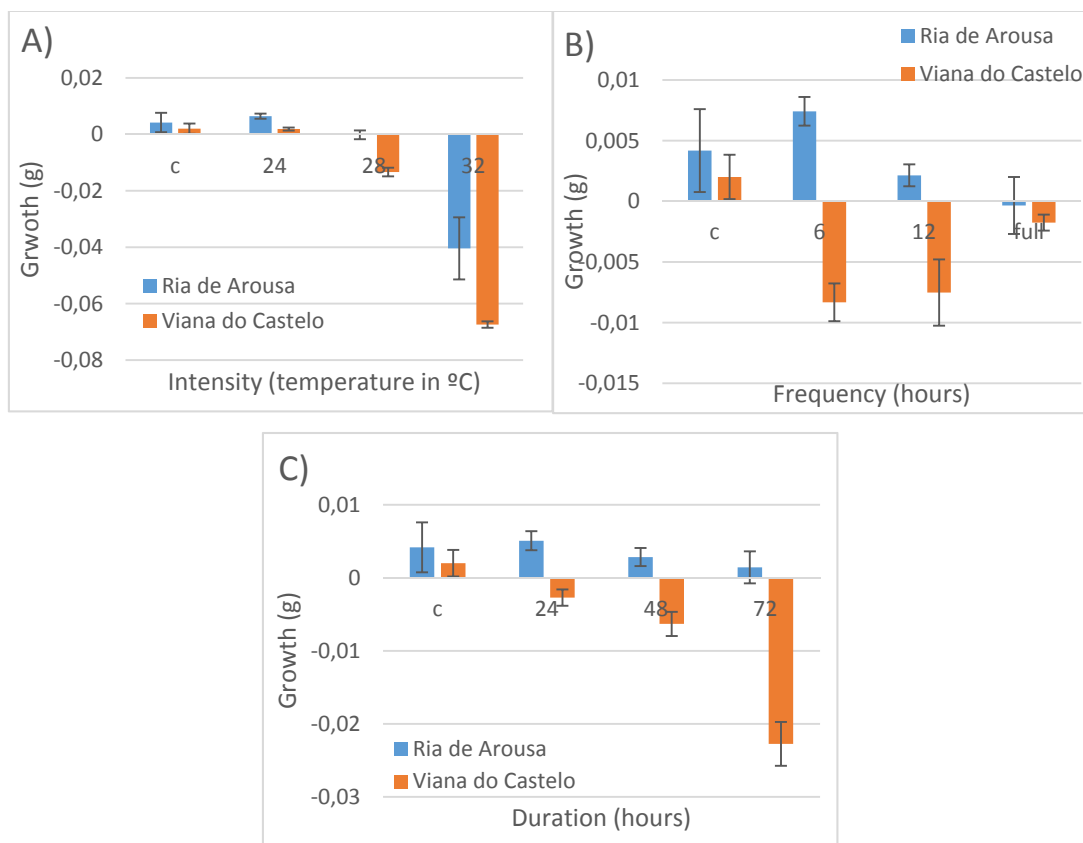 A)
0,02
0
-0,02
-0,04
-0,06
-0,08
Grwoth (g)
c 24 28 32
Ria de Arousa
Viana do Castelo
Intensity (temperature in ºC)
B)
Ria de Arousa
Viana do Castelo
0,01
0,005
0
-0,005
-0,01
-0,015
Growth (g)
c 6 12 full
Frequency (hours)
C)
0,01
0
-0,01
-0,02
-0,03
Growth (g)
c 24 48 72
Ria de Arousa
Viana do Castelo
Duration (hours)